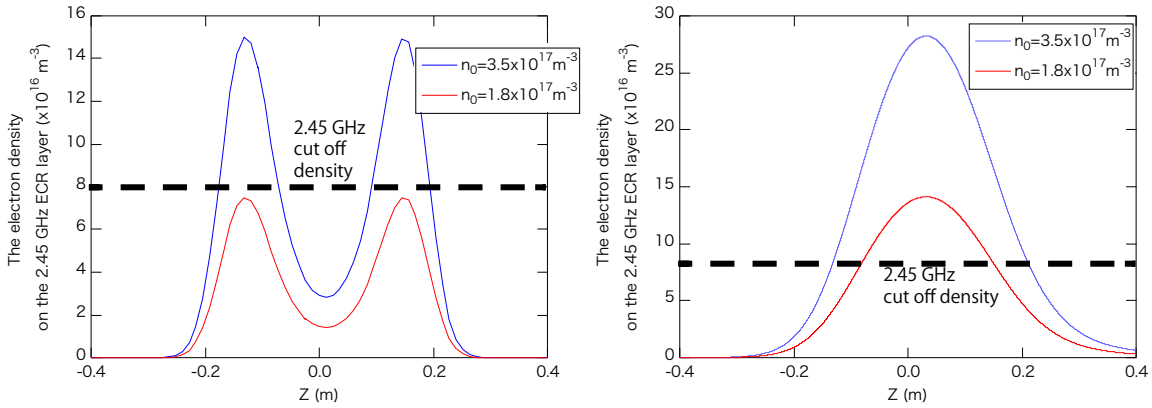 The electron density
on the 2.45 GHz ECR layer (x10^16 m^-3)
16
14
12
10
8
6
4
2
0
n0=3.5x10^17m^-3
n0=1.8x10^17m^-3
2.45 GHz
cut off
density
-0.4
-0.2
0.0
0.2
0.4
Z (m)
The electron density
on the 2.45 GHz ECR layer (x10^16 m^-3)
30
25
20
15
10
5
0
n0=3.5x10^17m^-3
n0=1.8x10^17m^-3
2.45 GHz
cut off density
-0.4
-0.2
0.0
0.2
0.4
Z (m)